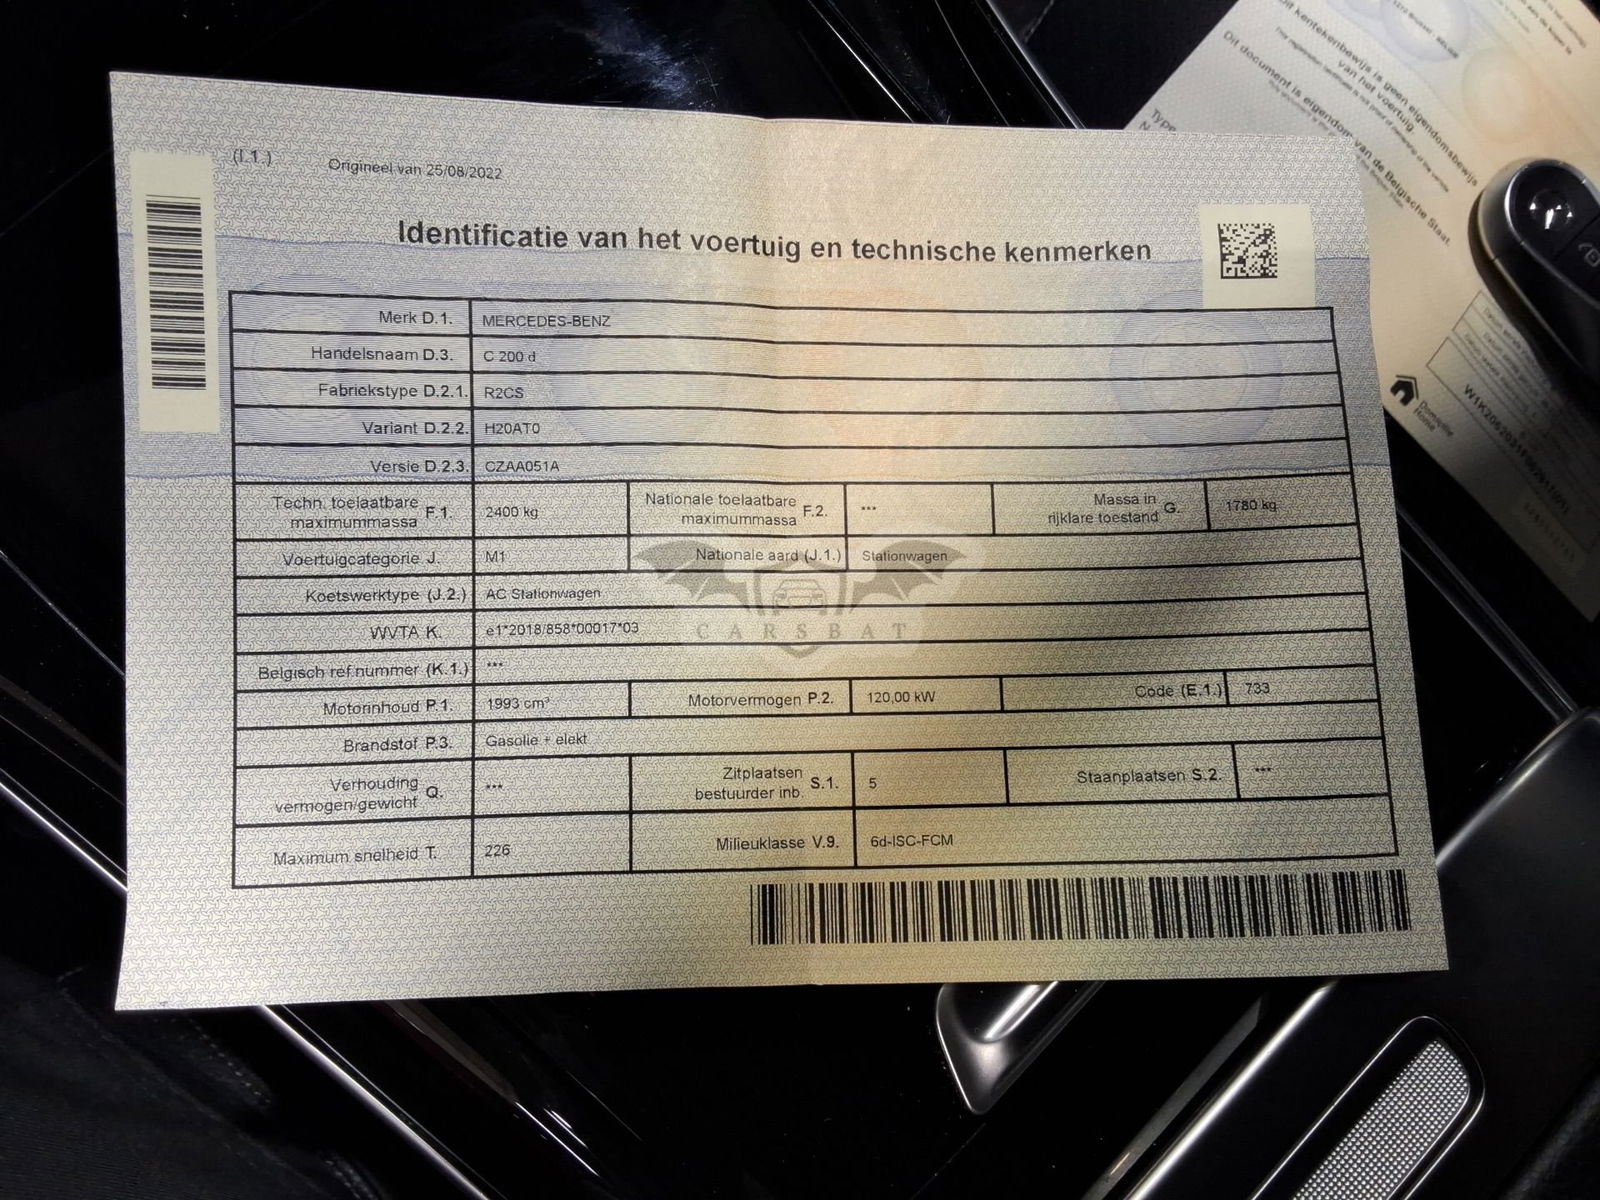 (I.1.)
Origineel van 25/08/2022
Identificatie van het voertuig en technische kenmerken
Merk D.1. MERCEDES-BENZ
Handelsnaam D.3. C 200 d
Fabriekstype D.2.1. R2CS
Variant D.2.2. H20AT0
Versie D.2.3. CZAA051A
Techn. toelaatbare maximummassa F.1. 2400 kg Nationale toelaatbare maximummassa F.2. *** Massa in rijklare toestand G. 1780 kg
Voertuigcategorie J. M1 Nationale aard (J.1.) Stationwagen
Koetswerktype (J.2.) AC Stationwagen
WVTA K. e1*2018/858*00017*03
CARSBAT
Belgisch ref.nummer (K.1.) ***
Motorinhoud P.1. 1993 cm³ Motorvermogen P.2. 120,00 kW Code (E.1.) 733
Brandstof P.3. Gasolie + elekt
Verhouding vermogen/gewicht Q. *** Zitplaatsen bestuurder inb. S.1. 5 Staanplaatsen S.2. ***
Maximum snelheid T. 226 Milieuklasse V.9. 6d-ISC-FCM
Dit kentekenbewijs is geen eigendomsbewijs
van het voertuig.
Dit document is eigendom van de Belgische Staat.
Type
Domeinw
Home